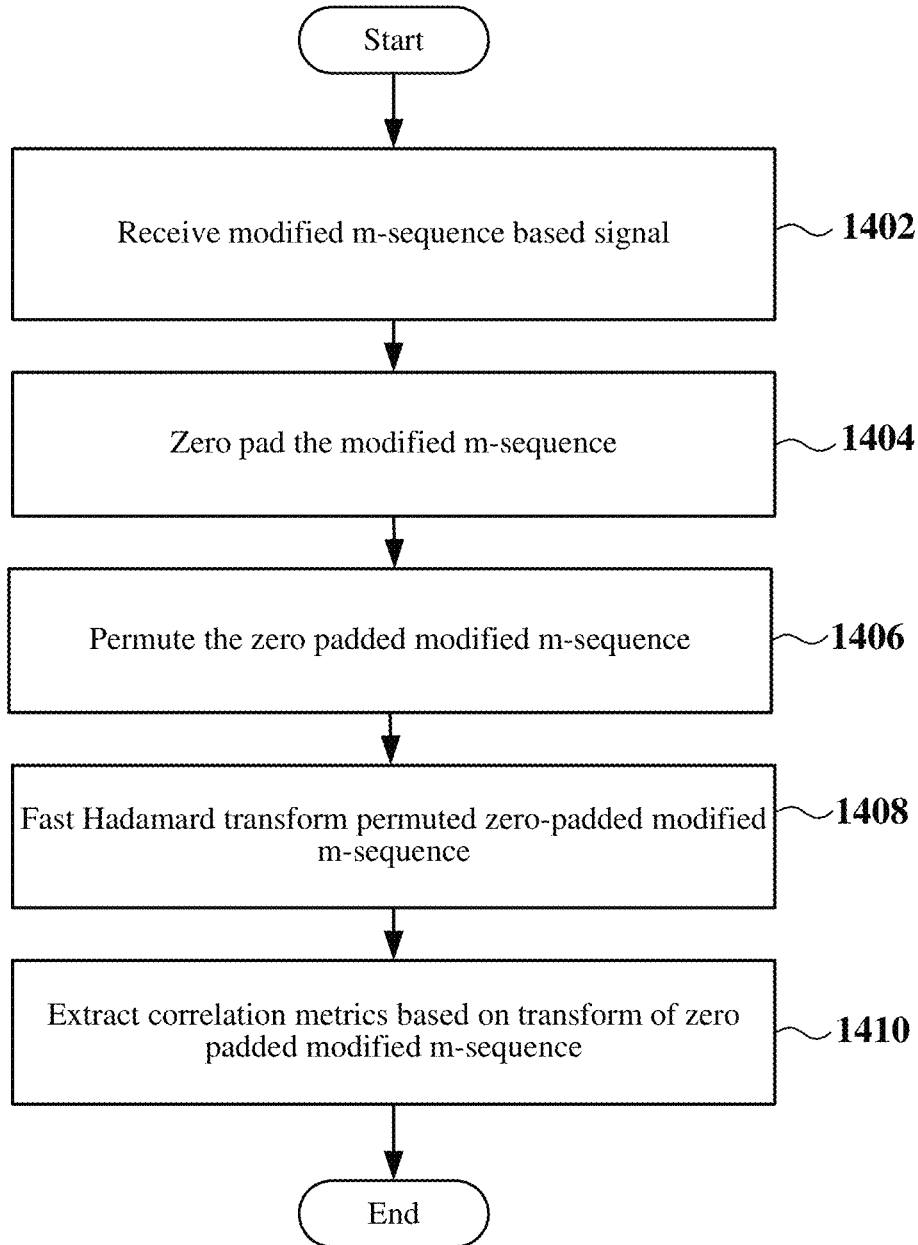 Start
Receive modified m-sequence based signal
1402
Zero pad the modified m-sequence
1404
Permute the zero padded modified m-sequence
1406
Fast Hadamard transform permuted zero-padded modified
m-sequence
1408
Extract correlation metrics based on transform of zero
padded modified m-sequence
1410
End